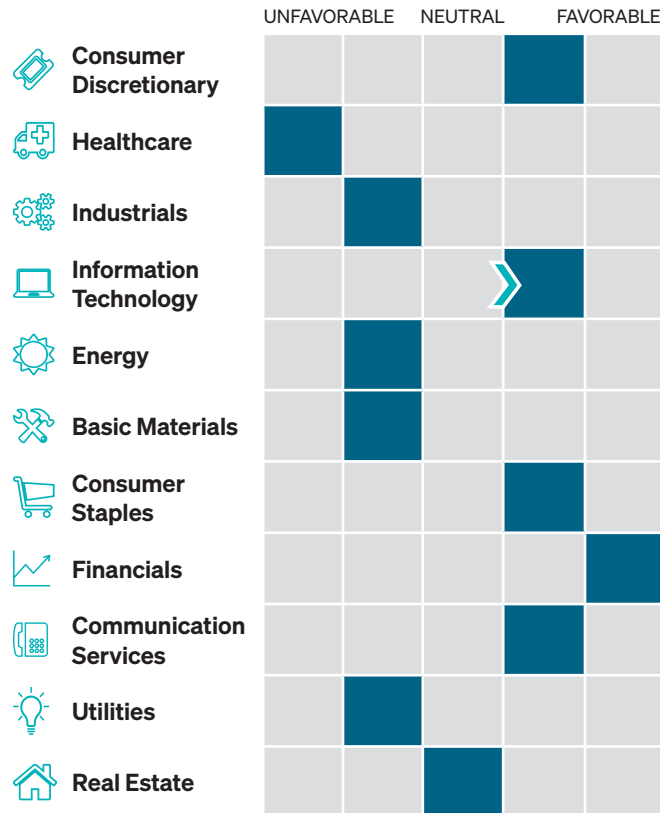 UNFAVORABLE NEUTRAL FAVORABLE
Consumer
Discretionary
Healthcare
Industrials
Information
Technology
Energy
Basic Materials
Consumer
Staples
Financials
Communication
Services
Utilities
Real Estate